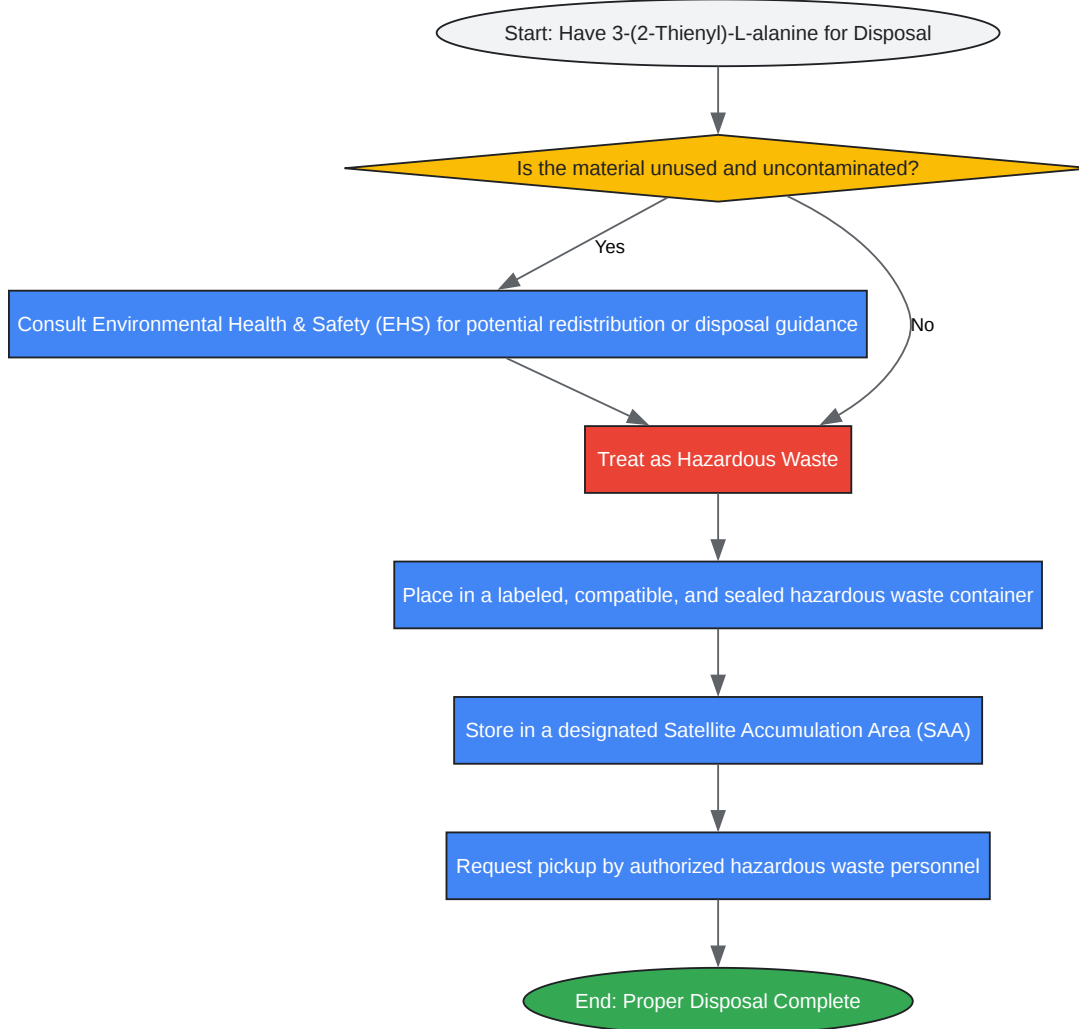 Start: Have 3-(2-Thienyl)-L-alanine for Disposal
Is the material unused and uncontaminated?
Yes
Consult Environmental Health & Safety (EHS) for potential redistribution or disposal guidance
No
Treat as Hazardous Waste
Place in a labeled, compatible, and sealed hazardous waste container
Store in a designated Satellite Accumulation Area (SAA)
Request pickup by authorized hazardous waste personnel
End: Proper Disposal Complete